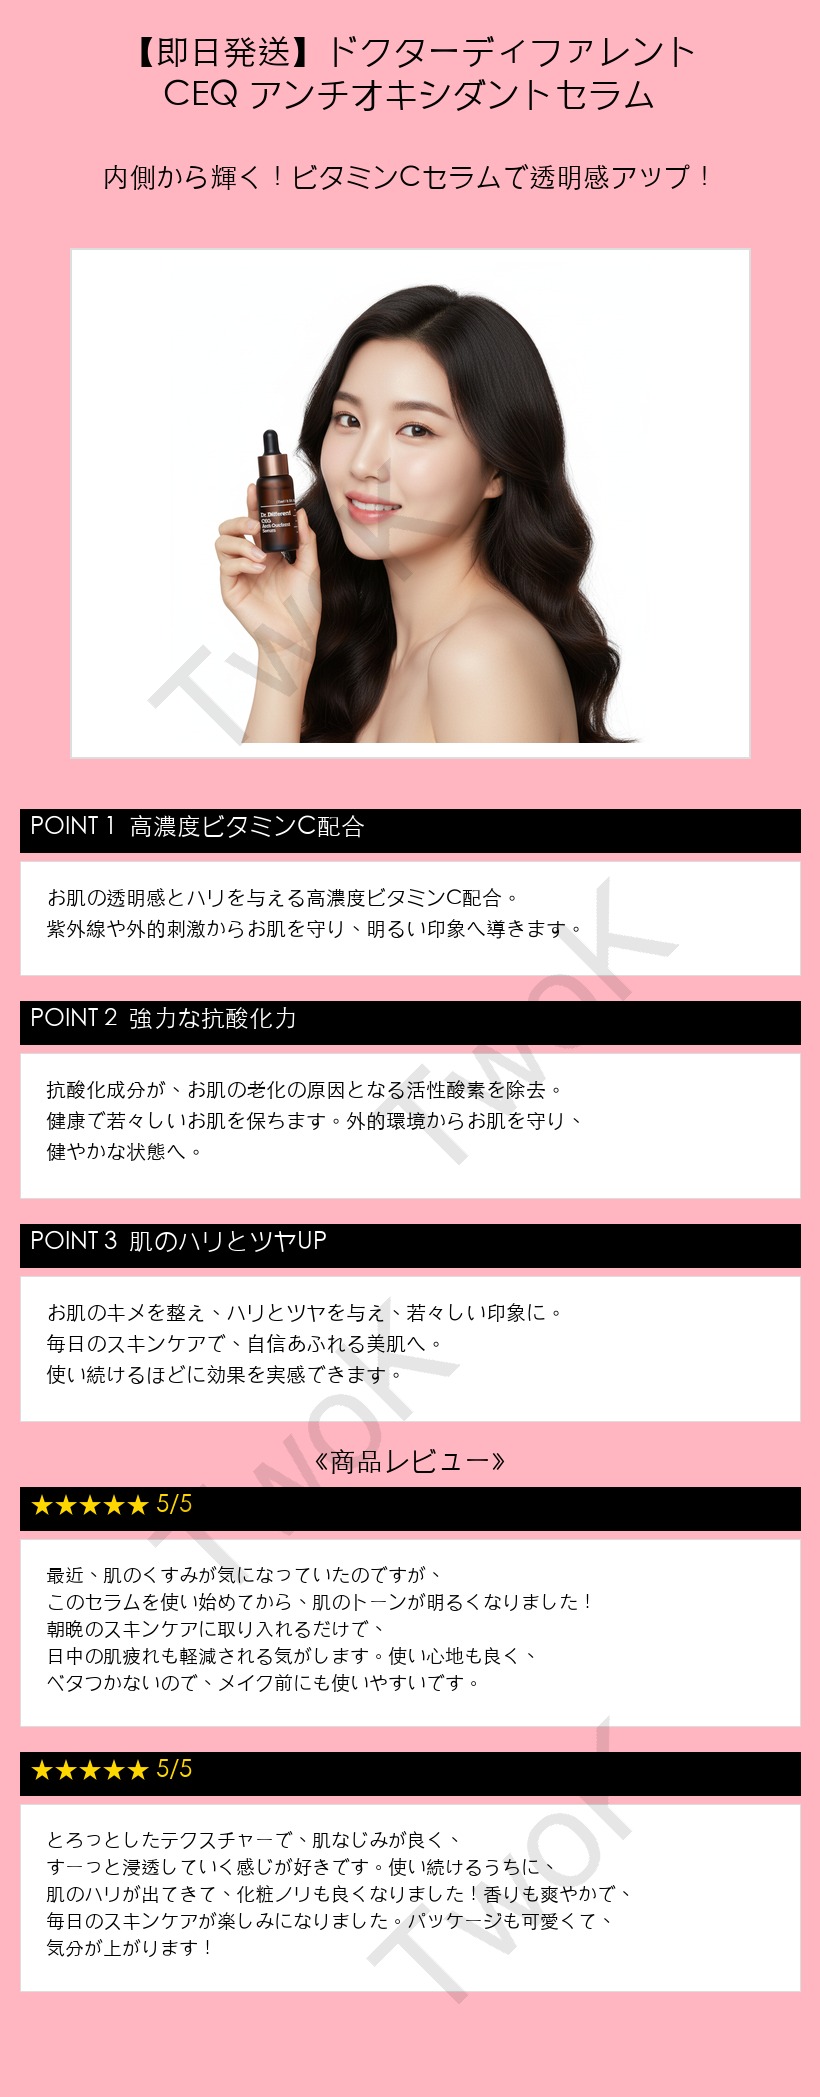 【即日発送】ドクターディファレント
CEQ アンチオキシダントセラム
内側から輝く！ビタミンCセラムで透明感アップ！
Dr.Different
CEQ
Serum
TwoK
POINT 1 高濃度ビタミンC配合
お肌の透明感とハリを与える高濃度ビタミンC配合。
紫外線や外的刺激からお肌を守り、明るい印象へ導きます。
TwoK
POINT 2 強力な抗酸化力
抗酸化成分が、お肌の老化の原因となる活性酸素を除去。
健康で若々しいお肌を保ちます。外的環境からお肌を守り、
健やかな状態へ。
POINT 3 肌のハリとツヤUP
お肌のキメを整え、ハリとツヤを与え、若々しい印象に。
毎日のスキンケアで、自信あふれる美肌へ。
使い続けるほどに効果を実感できます。
TwoK
《商品レビュー》
★★★★★ 5/5
最近、肌のくすみが気になっていたのですが、
このセラムを使い始めてから、肌のトーンが明るくなりました！
朝晩のスキンケアに取り入れるだけで、
日中の肌疲れも軽減される気がします。使い心地も良く、
ベタつかないので、メイク前にも使いやすいです。
★★★★★ 5/5
とろっとしたテクスチャーで、肌なじみが良く、
すーっと浸透していく感じが好きです。使い続けるうちに、
肌のハリが出てきて、化粧ノリも良くなりました！香りも爽やかで、
毎日のスキンケアが楽しみになりました。パッケージも可愛くて、
気分が上がります！
TwoK